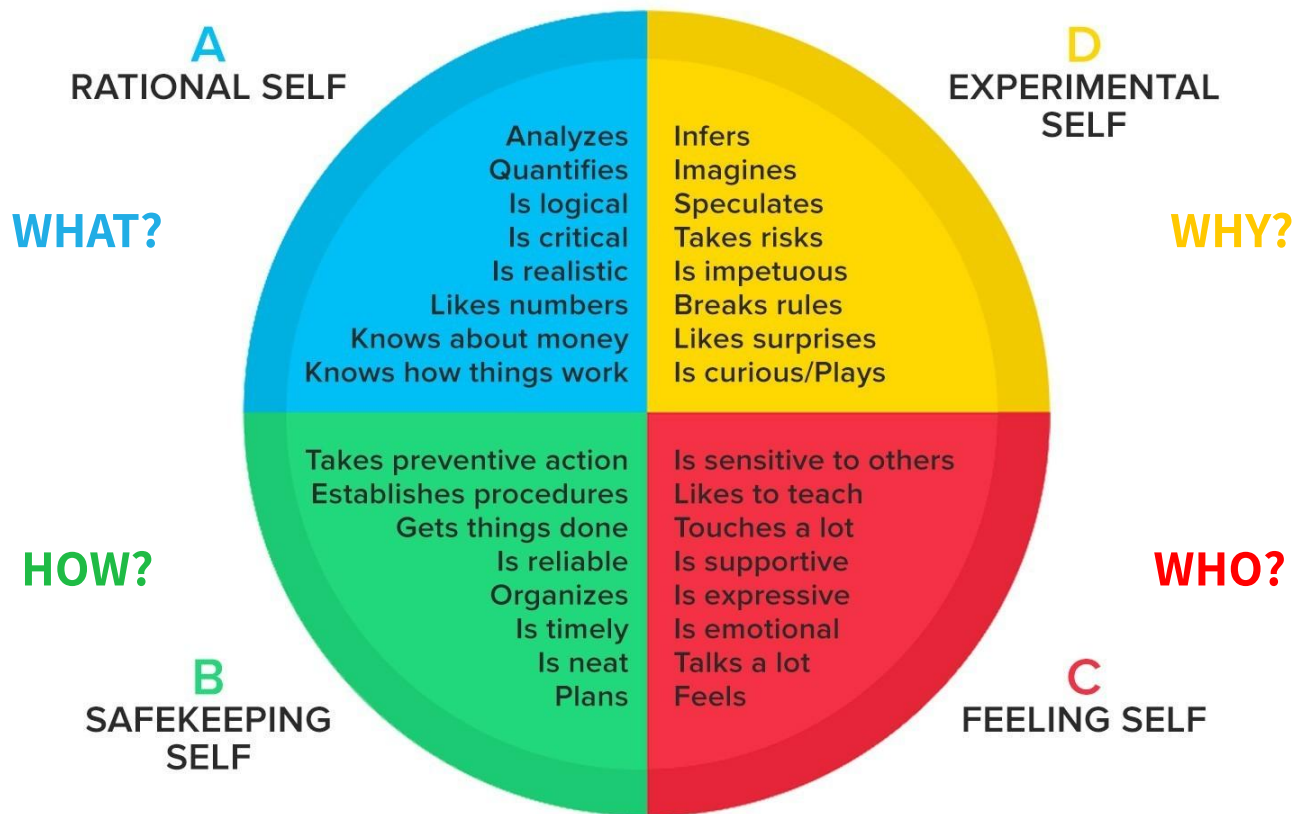 A
RATIONAL SELF
WHAT?
Analyzes
Quantifies
Is logical
Is critical
Is realistic
Likes numbers
Knows about money
Knows how things work
D
EXPERIMENTAL
SELF
WHY?
Infers
Imagines
Speculates
Takes risks
Is impetuous
Breaks rules
Likes surprises
Is curious/Plays
HOW?
B
SAFEKEEPING
SELF
Takes preventive action
Establishes procedures
Gets things done
Is reliable
Organizes
Is timely
Is neat
Plans
Is sensitive to others
Likes to teach
Touches a lot
Is supportive
Is expressive
Is emotional
Talks a lot
Feels
WHO?
C
FEELING SELF